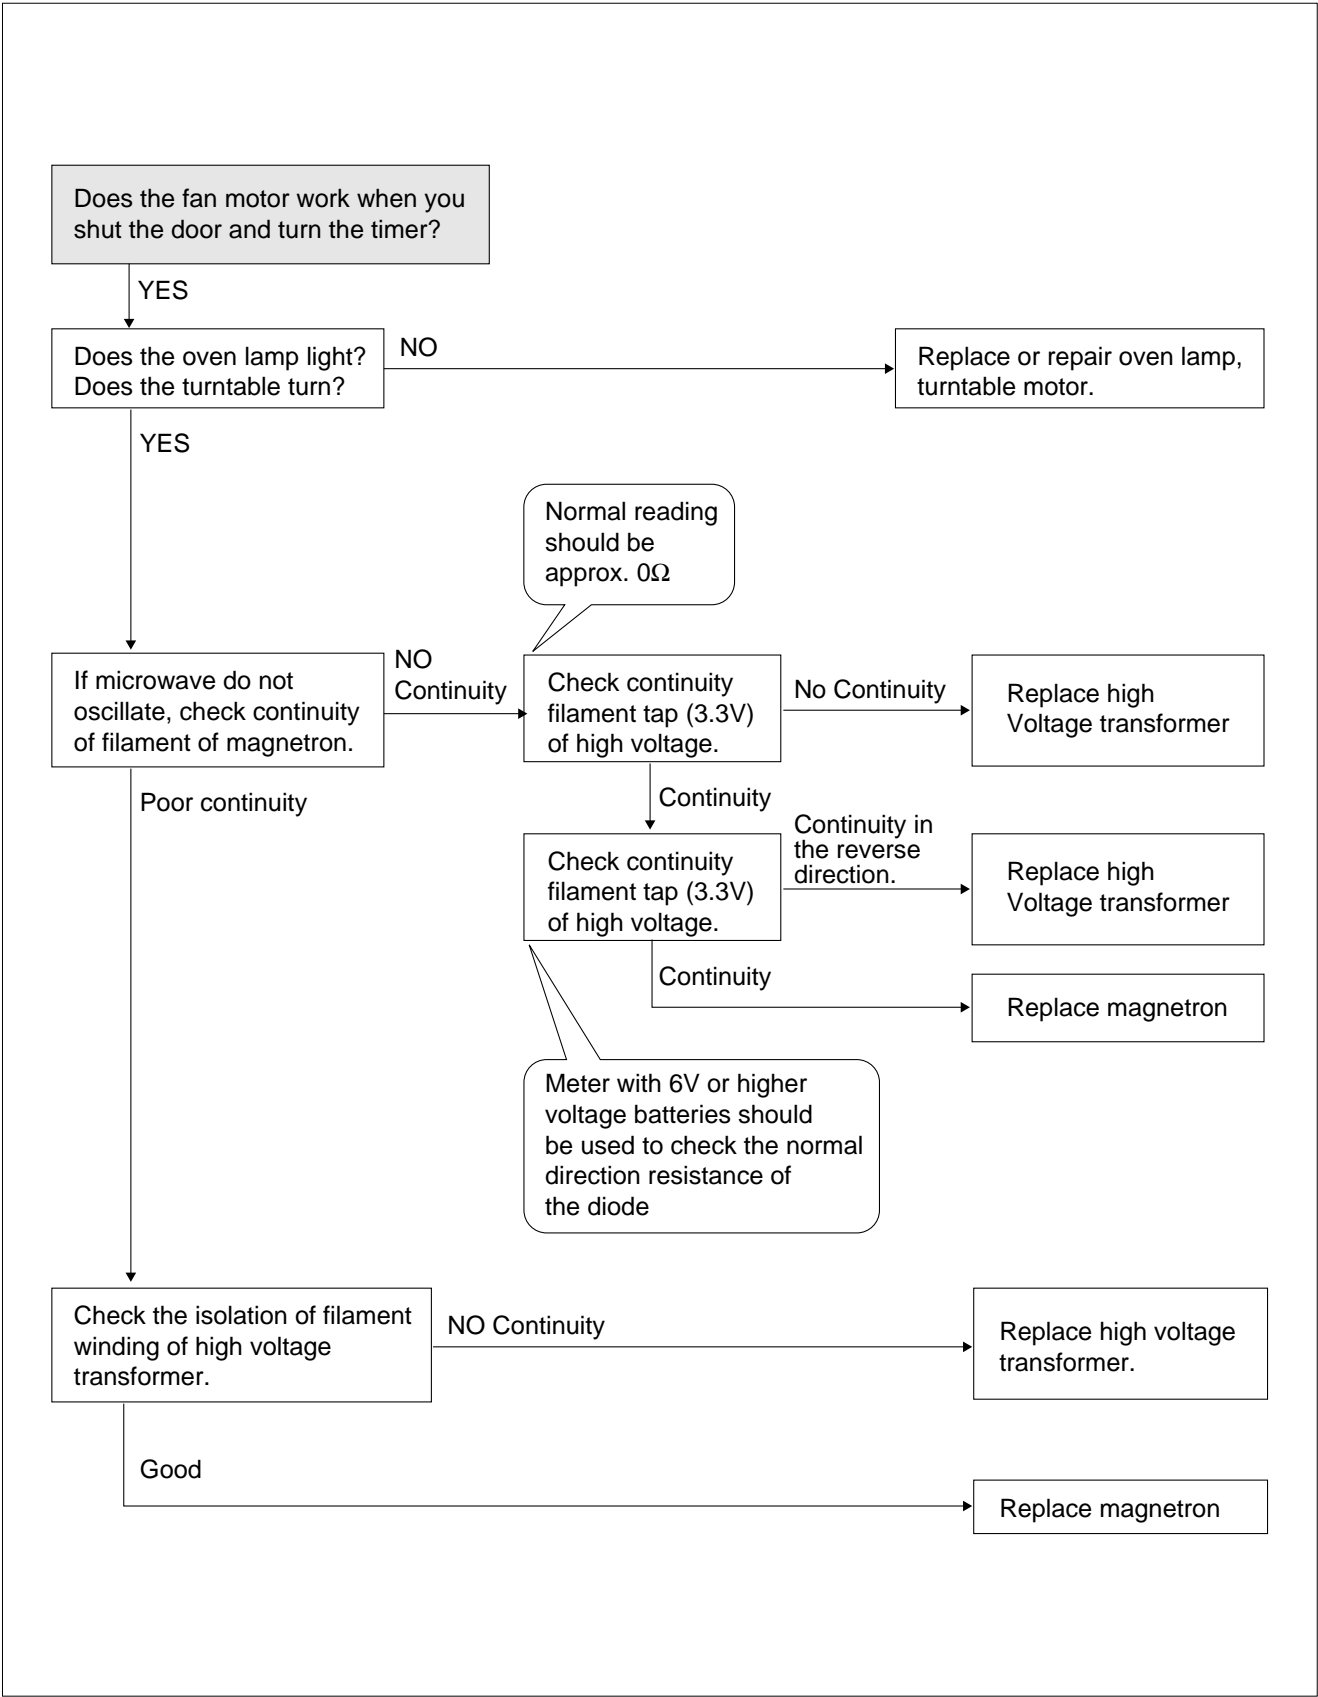 Does the fan motor work when you
shut the door and turn the timer?
YES
Does the oven lamp light?
Does the turntable turn?
NO
Replace or repair oven lamp,
turntable motor.
YES
Normal reading
should be
approx. 0Ω
If microwave do not
oscillate, check continuity
of filament of magnetron.
NO
Continuity
Check continuity
filament tap (3.3V)
of high voltage.
No Continuity
Replace high
Voltage transformer
Poor continuity
Continuity
Check continuity
filament tap (3.3V)
of high voltage.
Continuity in
the reverse
direction.
Replace high
Voltage transformer
Continuity
Replace magnetron
Meter with 6V or higher
voltage batteries should
be used to check the normal
direction resistance of
the diode
Check the isolation of filament
winding of high voltage
transformer.
NO Continuity
Replace high voltage
transformer.
Good
Replace magnetron